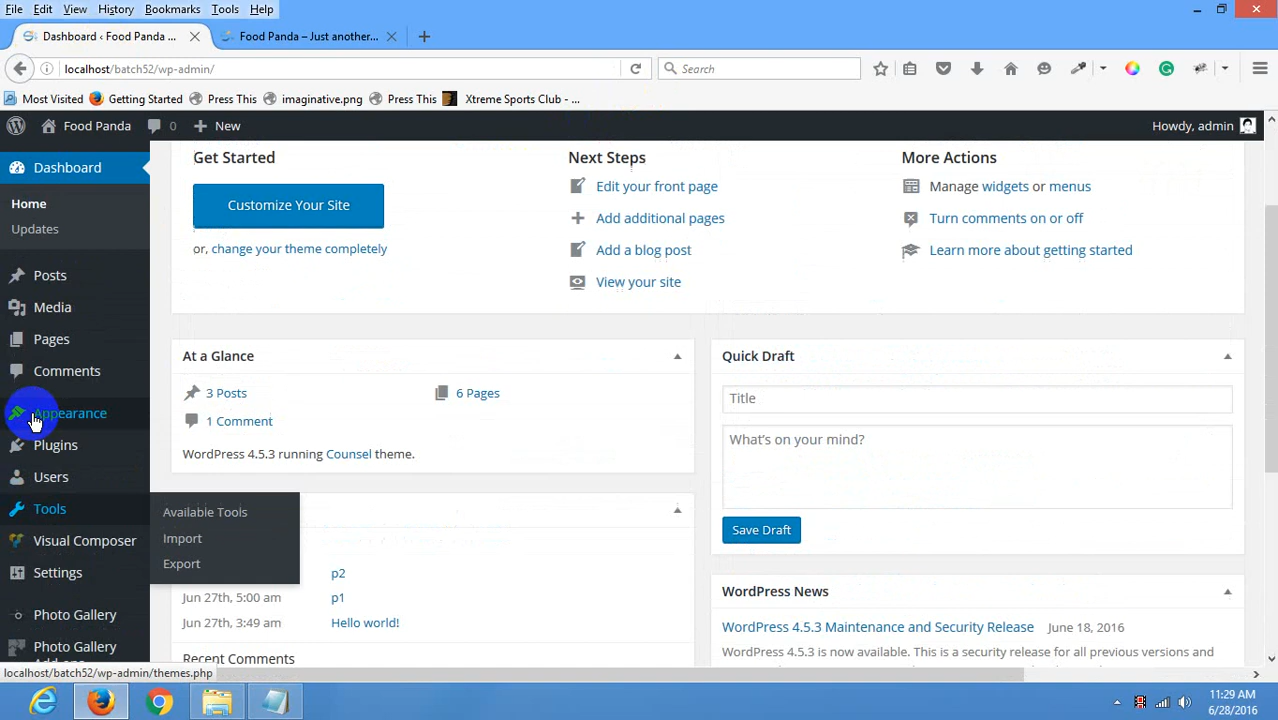 File Edit View History Bookmarks Tools Help
Dashboard ‹ Food Panda ... Food Panda – Just another...
localhost/batch52/wp-admin/ Search
Most Visited Getting Started Press This imaginative.png Press This Xtreme Sports Club - ...
Food Panda 0 New Howdy, admin
Dashboard
Home
Updates
Posts
Media
Pages
Comments
Appearance
Plugins
Users
Tools
Visual Composer
Settings
Photo Gallery
Photo Gallery
Available Tools
Import
Export
Get Started
Customize Your Site
or, change your theme completely
Next Steps
Edit your front page
Add additional pages
Add a blog post
View your site
More Actions
Manage widgets or menus
Turn comments on or off
Learn more about getting started
At a Glance
3 Posts 6 Pages
1 Comment
WordPress 4.5.3 running Counsel theme.
p2
Jun 27th, 5:00 am p1
Jun 27th, 3:49 am Hello world!
Recent Comments
Quick Draft
Title
What's on your mind?
Save Draft
WordPress News
WordPress 4.5.3 Maintenance and Security Release June 18, 2016
WordPress 4.5.3 is now available. This is a security release for all previous versions and
localhost/batch52/wp-admin/themes.php
11:29 AM
6/28/2016